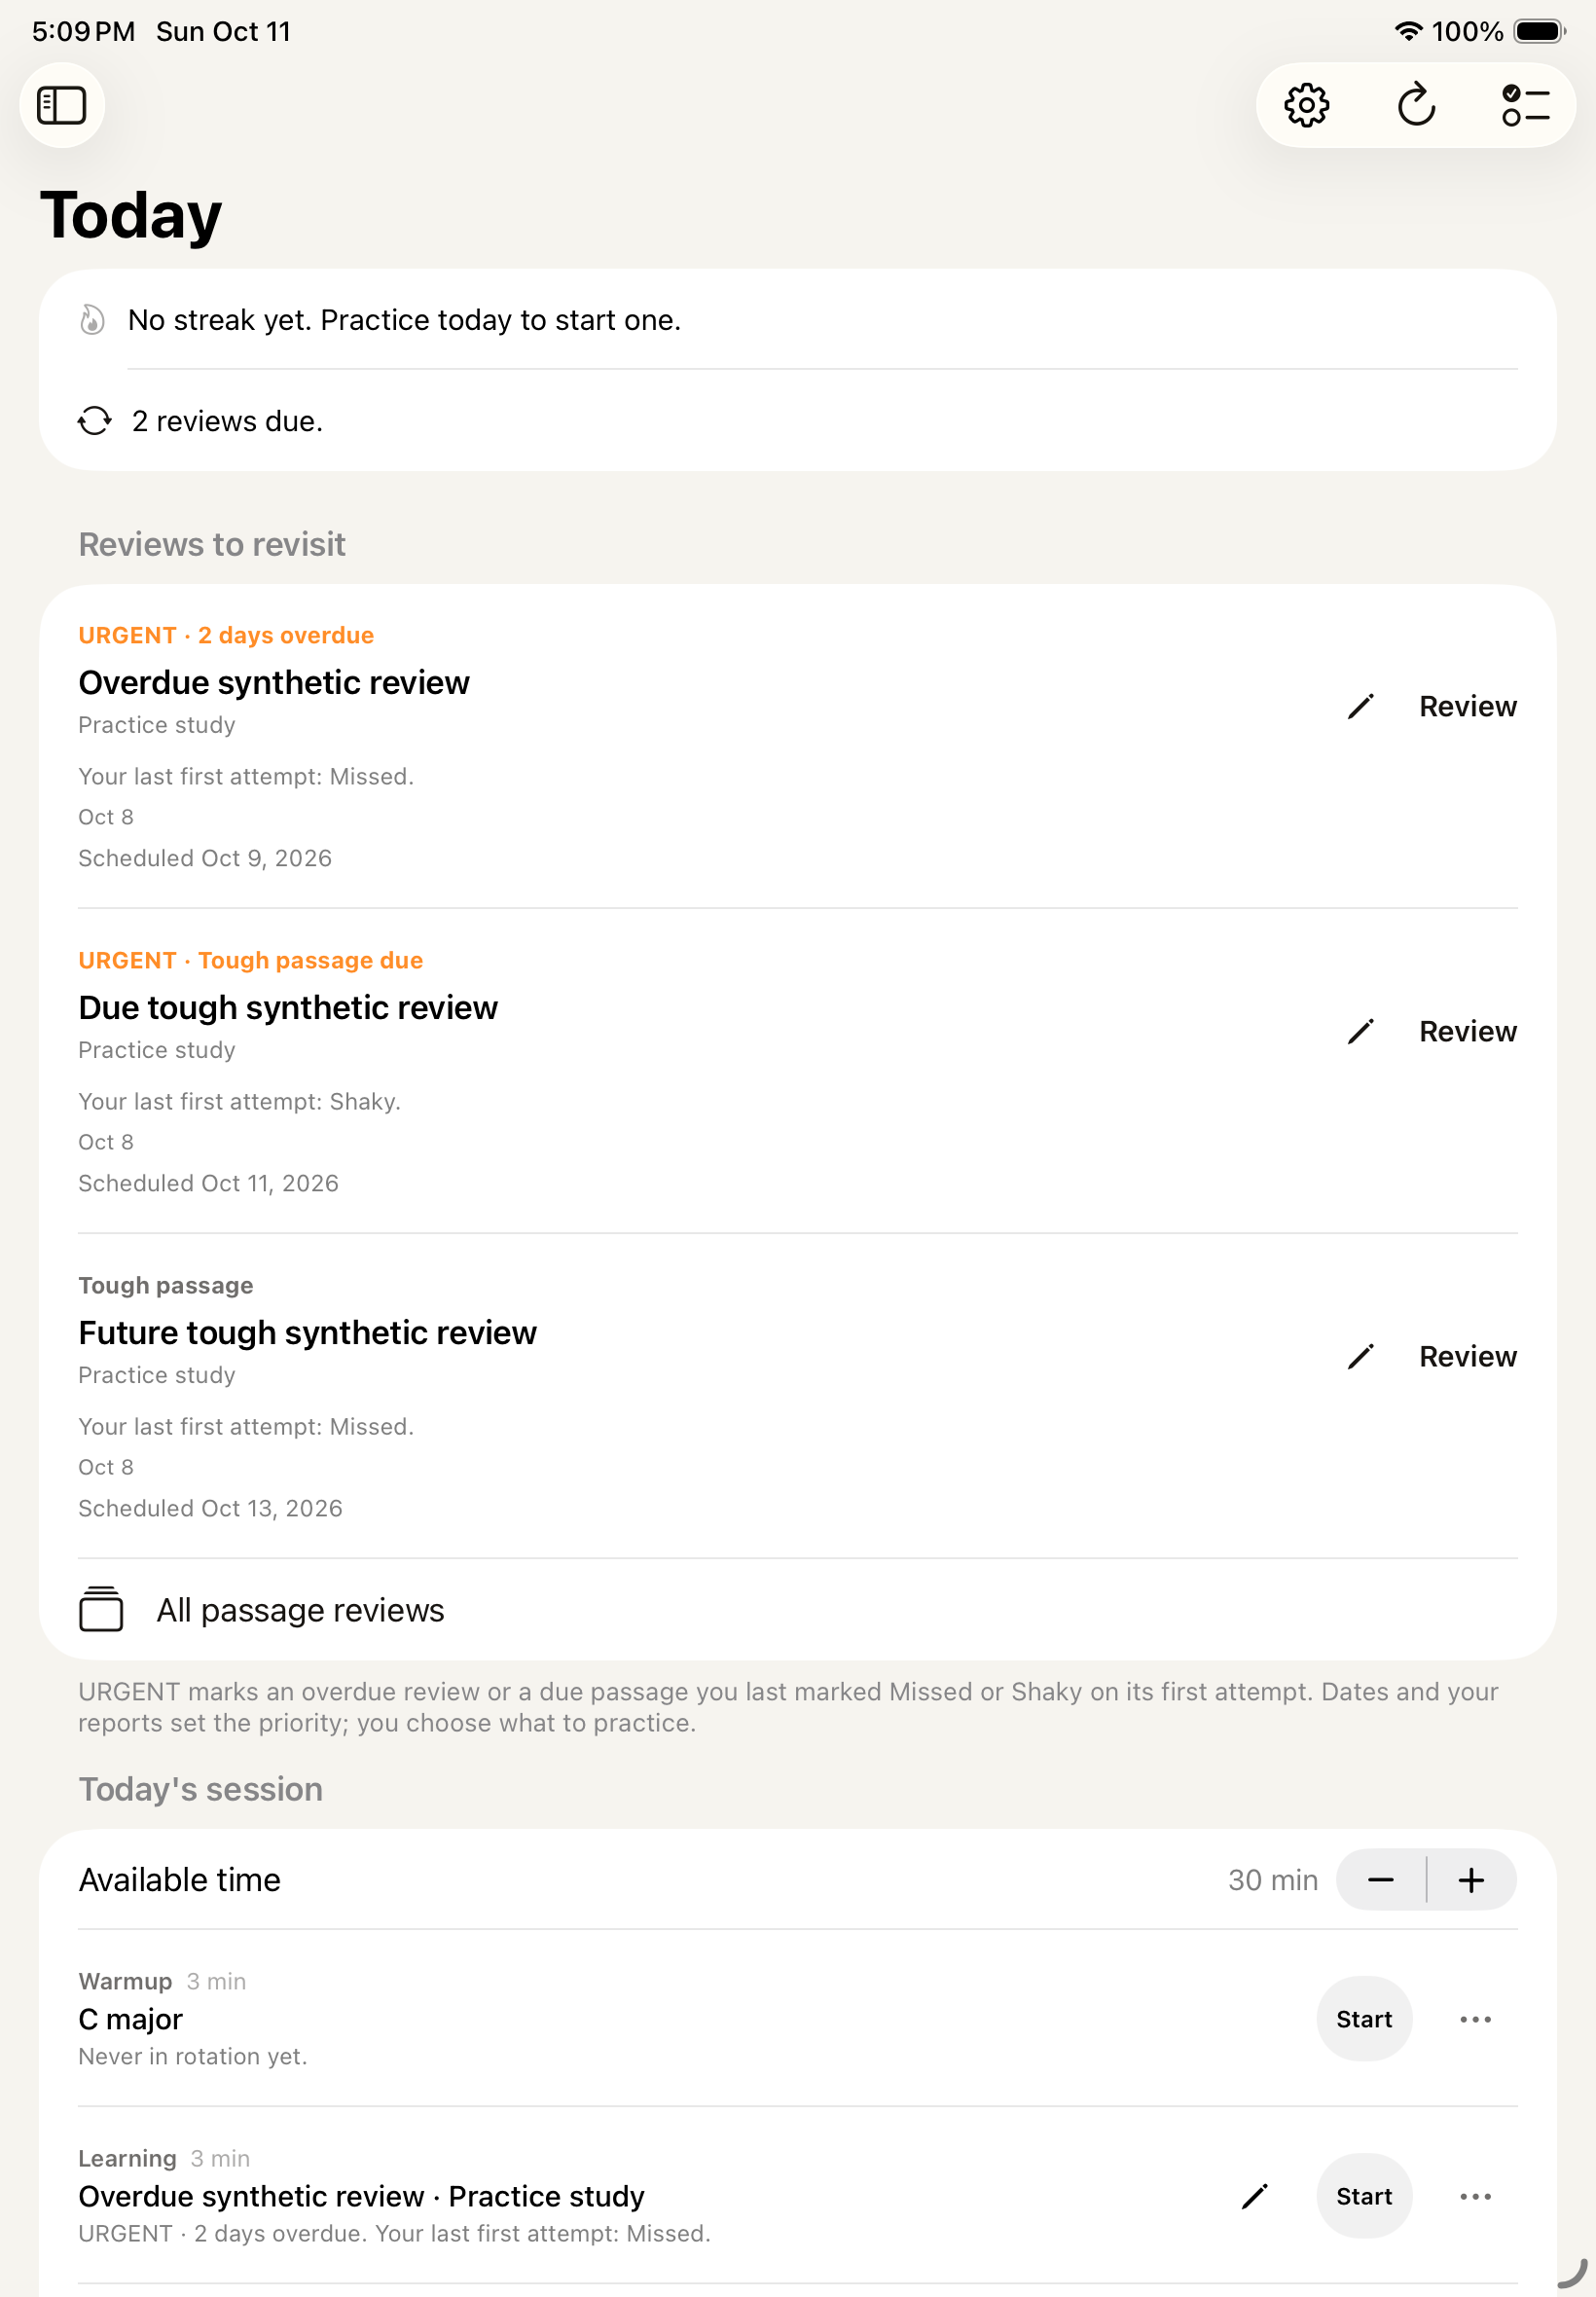 5:09 PM Sun Oct 11
100%
Today
No streak yet. Practice today to start one.
2 reviews due.
Reviews to revisit
URGENT · 2 days overdue
Overdue synthetic review
Practice study
Review
Your last first attempt: Missed.
Oct 8
Scheduled Oct 9, 2026
URGENT · Tough passage due
Due tough synthetic review
Practice study
Review
Your last first attempt: Shaky.
Oct 8
Scheduled Oct 11, 2026
Tough passage
Future tough synthetic review
Practice study
Review
Your last first attempt: Missed.
Oct 8
Scheduled Oct 13, 2026
All passage reviews
URGENT marks an overdue review or a due passage you last marked Missed or Shaky on its first attempt. Dates and your
reports set the priority; you choose what to practice.
Today's session
Available time
30 min
Warmup 3 min
C major
Never in rotation yet.
Start
Learning 3 min
Overdue synthetic review · Practice study
URGENT · 2 days overdue. Your last first attempt: Missed.
Start